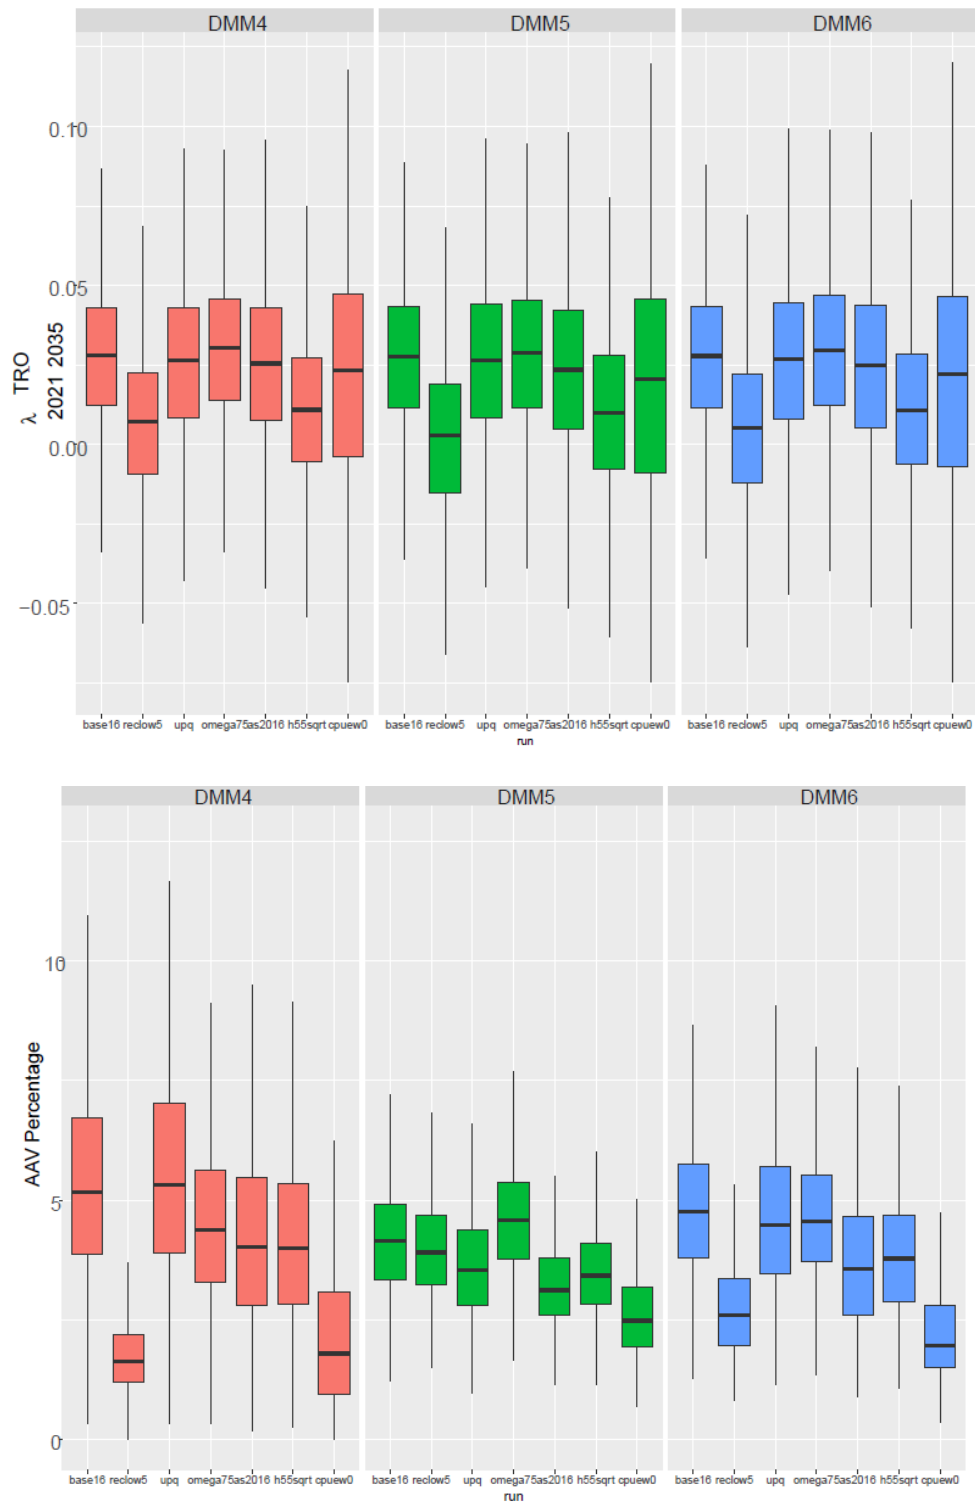 DMM4 DMM5 DMM6
0.10
0.05
0.00
−0.05
λ 2021 2035 TRO
base16 reclow5 upq omega75as2016 h55sqrt cpuew0 base16 reclow5 upq omega75as2016 h55sqrt cpuew0 base16 reclow5 upq omega75as2016 h55sqrt cpuew0
run
DMM4 DMM5 DMM6
10
5
0
AAV Percentage
base16 reclow5 upq omega75as2016 h55sqrt cpuew0 base16 reclow5 upq omega75as2016 h55sqrt cpuew0 base16 reclow5 upq omega75as2016 h55sqrt cpuew0
run